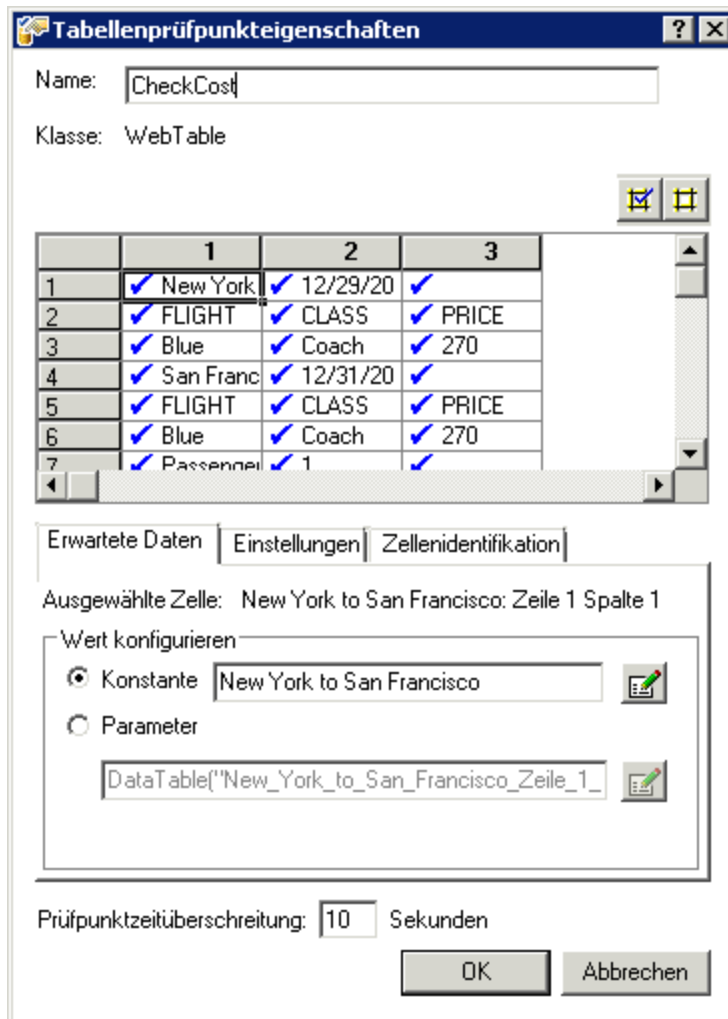 Tabellenprüfpunkteigenschaften
Name: CheckCost
Klasse: WebTable
1 2 3
1 New York 12/29/20
2 FLIGHT CLASS PRICE
3 Blue Coach 270
4 San Franc 12/31/20
5 FLIGHT CLASS PRICE
6 Blue Coach 270
7 Passenger 1
Erwartete Daten Einstellungen Zellenidentifikation
Ausgewählte Zelle: New York to San Francisco: Zeile 1 Spalte 1
Wert konfigurieren
Konstante New York to San Francisco
Parameter
DataTable("New_York_to_San_Francisco_Zeile_1_
Prüfpunktzeitüberschreitung: 10 Sekunden
OK Abbrechen